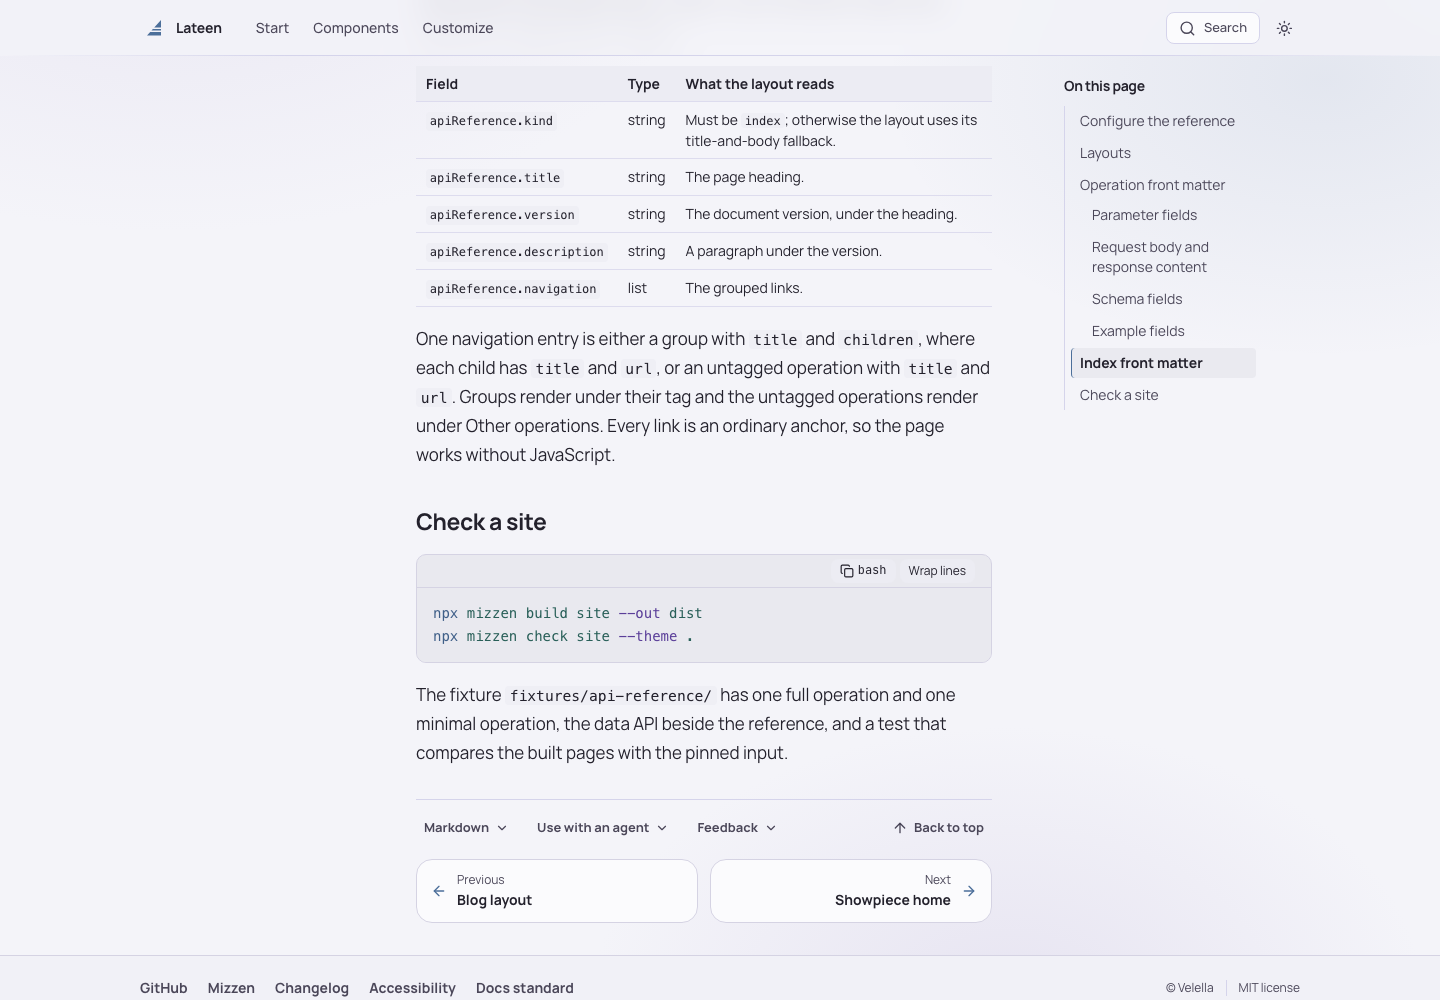 Lateen
Start
Components
Customize
Search
Field
Type
What the layout reads
apiReference.kind
string
Must be index; otherwise the layout uses its
title-and-body fallback.
apiReference.title
string
The page heading.
apiReference.version
string
The document version, under the heading.
apiReference.description
string
A paragraph under the version.
apiReference.navigation
list
The grouped links.
One navigation entry is either a group with title and children, where
each child has title and url, or an untagged operation with title and
url. Groups render under their tag and the untagged operations render
under Other operations. Every link is an ordinary anchor, so the page
works without JavaScript.
Check a site
bash
Wrap lines
npx mizzen build site --out dist
npx mizzen check site --theme .
The fixture fixtures/api-reference/ has one full operation and one
minimal operation, the data API beside the reference, and a test that
compares the built pages with the pinned input.
Markdown
Use with an agent
Feedback
Back to top
Previous
Blog layout
Next
Showpiece home
On this page
Configure the reference
Layouts
Operation front matter
Parameter fields
Request body and
response content
Schema fields
Example fields
Index front matter
Check a site
GitHub
Mizzen
Changelog
Accessibility
Docs standard
© Velella
MIT license